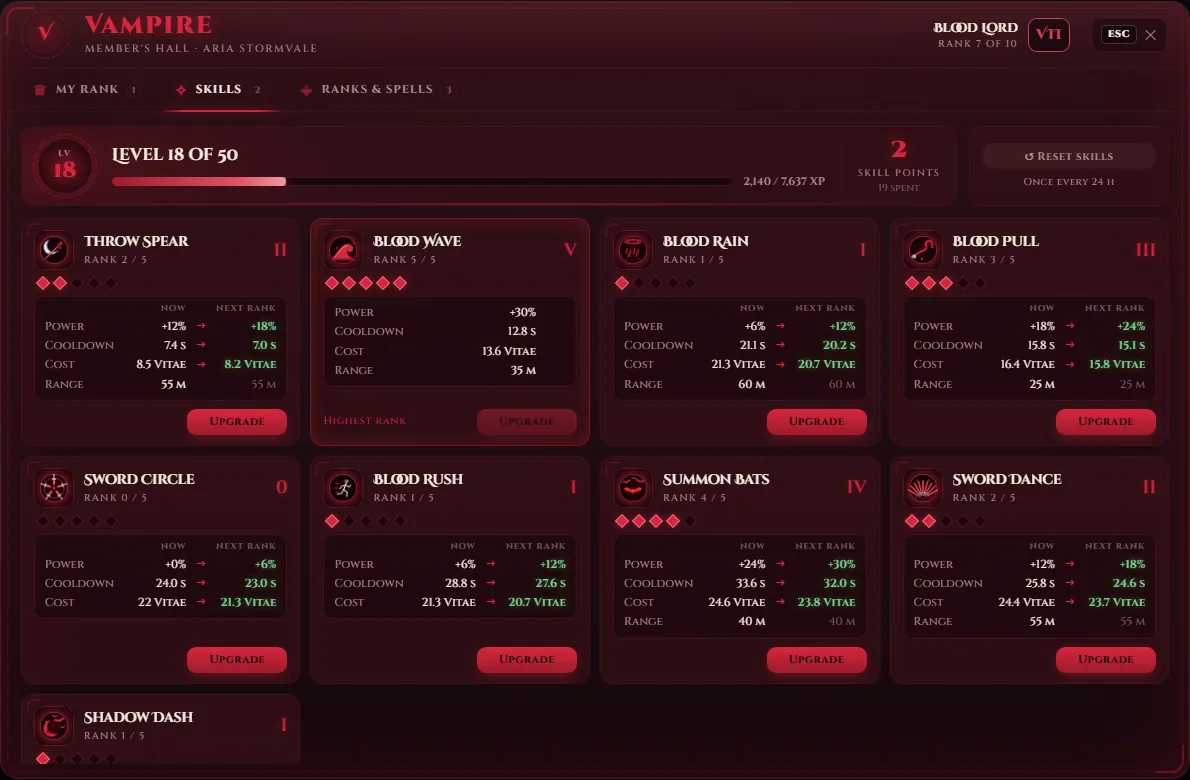 V
VAMPIRE
MEMBER'S HALL · ARIA STORMVALE
BLOOD LORD
RANK 7 OF 10
VII
ESC
MY RANK 1
SKILLS 2
RANKS & SPELLS 3
LV
18
LEVEL 18 OF 50
2,140 / 7,637 XP
2
SKILL POINTS
19 SPENT
↺ RESET SKILLS
ONCE EVERY 24 H
THROW SPEAR
RANK 2 / 5
II
NOW NEXT RANK
POWER +12% → +18%
COOLDOWN 7.4 S → 7.0 S
COST 8.5 VITAE → 8.2 VITAE
RANGE 55 M 55 M
UPGRADE
BLOOD WAVE
RANK 5 / 5
V
POWER +30%
COOLDOWN 12.8 S
COST 13.6 VITAE
RANGE 35 M
HIGHEST RANK
UPGRADE
BLOOD RAIN
RANK 1 / 5
I
NOW NEXT RANK
POWER +6% → +12%
COOLDOWN 21.1 S → 20.2 S
COST 21.3 VITAE → 20.7 VITAE
RANGE 60 M 60 M
UPGRADE
BLOOD PULL
RANK 3 / 5
III
NOW NEXT RANK
POWER +18% → +24%
COOLDOWN 15.8 S → 15.1 S
COST 16.4 VITAE → 15.8 VITAE
RANGE 25 M 25 M
UPGRADE
SWORD CIRCLE
RANK 0 / 5
0
NOW NEXT RANK
POWER +0% → +6%
COOLDOWN 24.0 S → 23.0 S
COST 22 VITAE → 21.3 VITAE
UPGRADE
BLOOD RUSH
RANK 1 / 5
I
NOW NEXT RANK
POWER +6% → +12%
COOLDOWN 28.8 S → 27.6 S
COST 21.3 VITAE → 20.7 VITAE
UPGRADE
SUMMON BATS
RANK 4 / 5
IV
NOW NEXT RANK
POWER +24% → +30%
COOLDOWN 33.6 S → 32.0 S
COST 24.6 VITAE → 23.8 VITAE
RANGE 40 M 40 M
UPGRADE
SWORD DANCE
RANK 2 / 5
II
NOW NEXT RANK
POWER +12% → +18%
COOLDOWN 25.8 S → 24.6 S
COST 24.4 VITAE → 23.7 VITAE
RANGE 55 M 55 M
UPGRADE
SHADOW DASH
RANK 1 / 5
I